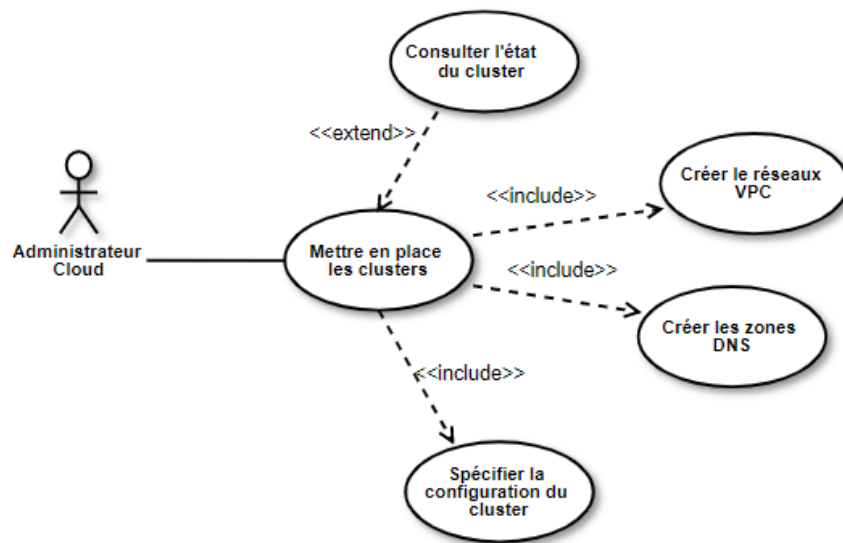 Consulter l'état
du cluster
<<extend>>
Créer le réseaux
VPC
<<include>>
Administrateur
Cloud
Mettre en place
les clusters
<<include>>
Créer les zones
DNS
<<include>>
Spécifier la
configuration du
cluster